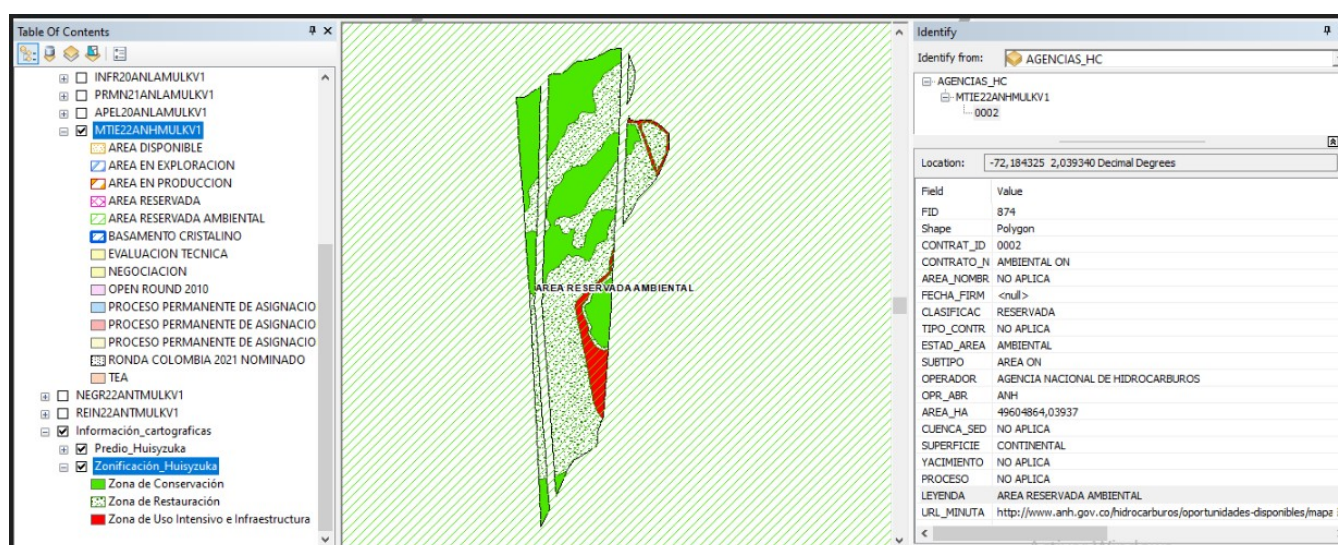 Table Of Contents
INFR20ANLAMULKV1
PRMN21ANLAMULKV1
APEL20ANLAMULKV1
MTIE22ANHMULKV1
AREA DISPONIBLE
AREA EN EXPLORACION
AREA EN PRODUCCION
AREA RESERVADA
AREA RESERVADA AMBIENTAL
BASAMENTO CRISTALINO
EVALUACION TECNICA
NEGOCIACION
OPEN ROUND 2010
PROCESO PERMANENTE DE ASIGNACIO
PROCESO PERMANENTE DE ASIGNACIO
PROCESO PERMANENTE DE ASIGNACIO
RONDA COLOMBIA 2021 NOMINADO
TEA
NEGR22ANTMULKV1
REIN22ANTMULKV1
Información_cartograficas
Predio_Huisyzuka
Zonificación_Huisyzuka
Zona de Conservación
Zona de Restauración
Zona de Uso Intensivo e Infraestructura
AREA RESERVADA AMBIENTAL
Identify
Identify from: AGENCIAS_HC
AGENCIAS_HC
MTIE22ANHMULKV1
0002
Location: -72,184325 2,039340 Decimal Degrees
Field Value
FID 874
Shape Polygon
CONTRAT_ID 0002
CONTRATO_N AMBIENTAL ON
AREA_NOMBR NO APLICA
FECHA_FIRM <null>
CLASIFICAC RESERVADA
TIPO_CONTR NO APLICA
ESTAD_AREA AMBIENTAL
SUBTIPO AREA ON
OPERADOR AGENCIA NACIONAL DE HIDROCARBUROS
OPR_ABR ANH
AREA_HA 49604864,03937
CUENCA_SED NO APLICA
SUPERFICIE CONTINENTAL
YACIMIENTO NO APLICA
PROCESO NO APLICA
LEYENDA AREA RESERVADA AMBIENTAL
URL_MINUTA http://www.anh.gov.co/hidrocarburos/oportunidades-disponibles/mapa